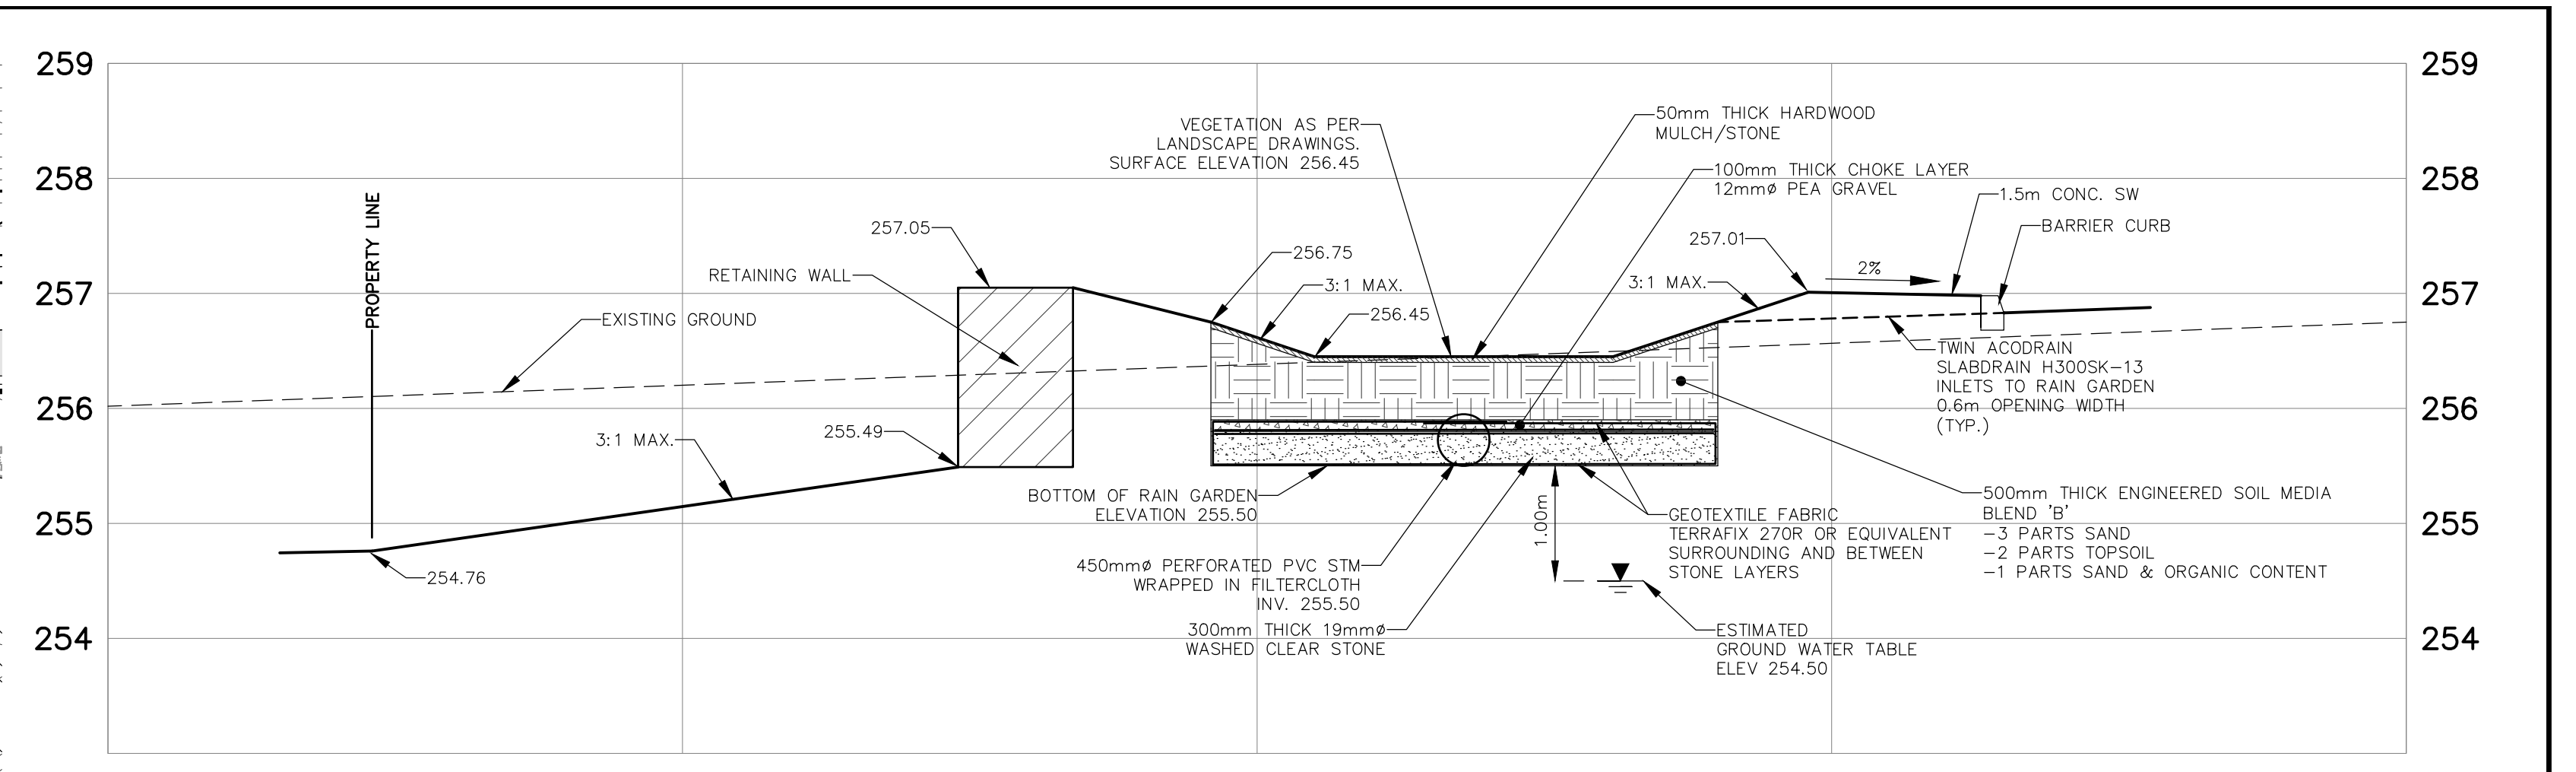 259
259
258
258
257
257
256
256
255
255
254
254
PROPERTY LINE
EXISTING GROUND
RETAINING WALL
257.05
3:1 MAX.
255.49
254.76
VEGETATION AS PER
LANDSCAPE DRAWINGS.
SURFACE ELEVATION 256.45
256.75
3:1 MAX.
256.45
50mm THICK HARDWOOD
MULCH/STONE
100mm THICK CHOKE LAYER
12mmø PEA GRAVEL
1.5m CONC. SW
BARRIER CURB
257.01
2%
3:1 MAX.
TWIN ACODRAIN
SLABDRAIN H300SK-13
INLETS TO RAIN GARDEN
0.6m OPENING WIDTH
(TYP.)
BOTTOM OF RAIN GARDEN
ELEVATION 255.50
450mmø PERFORATED PVC STM
WRAPPED IN FILTERCLOTH
INV. 255.50
300mm THICK 19mmø
WASHED CLEAR STONE
1.00m
GEOTEXTILE FABRIC
TERRAFIX 270R OR EQUIVALENT
SURROUNDING AND BETWEEN
STONE LAYERS
500mm THICK ENGINEERED SOIL MEDIA
BLEND 'B'
-3 PARTS SAND
-2 PARTS TOPSOIL
-1 PARTS SAND & ORGANIC CONTENT
ESTIMATED
GROUND WATER TABLE
ELEV 254.50